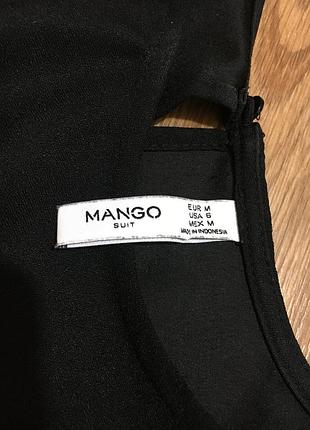 MANGO
SUIT
EUR M
USA 6
MEX M
MADE IN INDONESIA